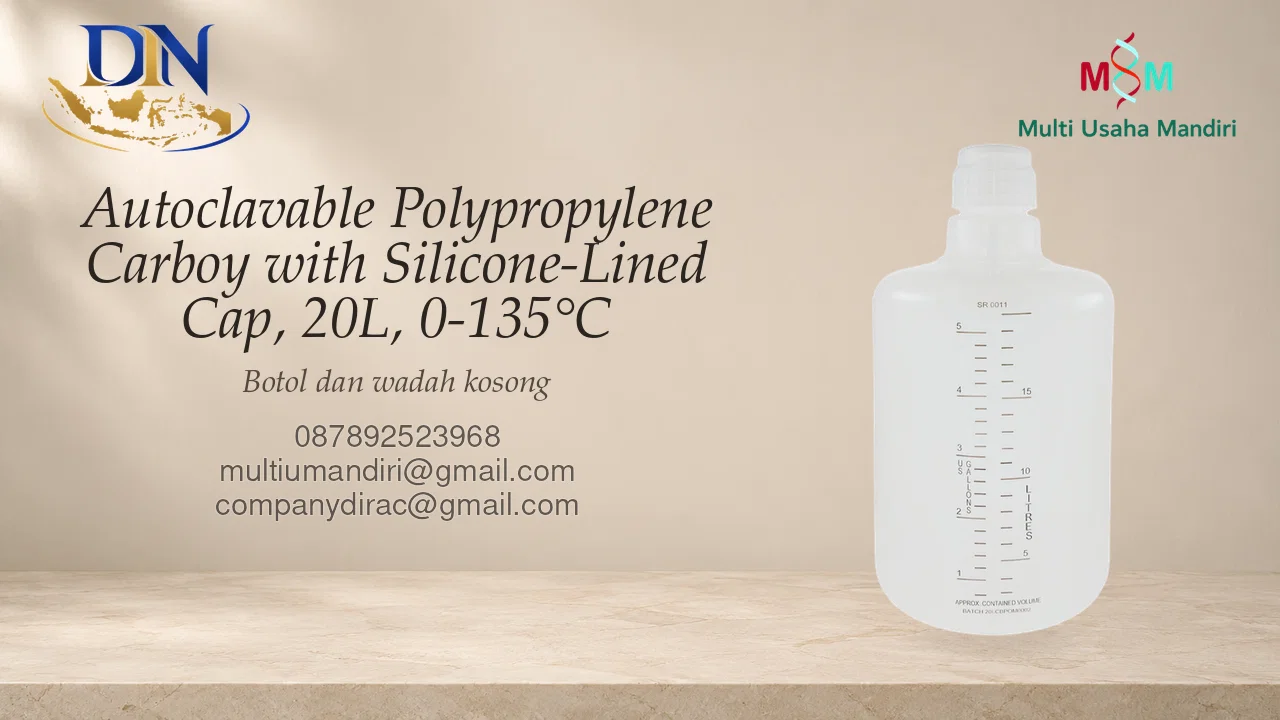 DIN
M M
Multi Usaha Mandiri
Autoclavable Polypropylene
Carboy with Silicone-Lined
Cap, 20L, 0-135°C
Botol dan wadah kosong
087892523968
multiumandiri@gmail.com
companydirac@gmail.com
SR 0011
5
4
15
3
US GALLONS
10
LITRES
2
5
1
APPROX. CONTAINED VOLUME